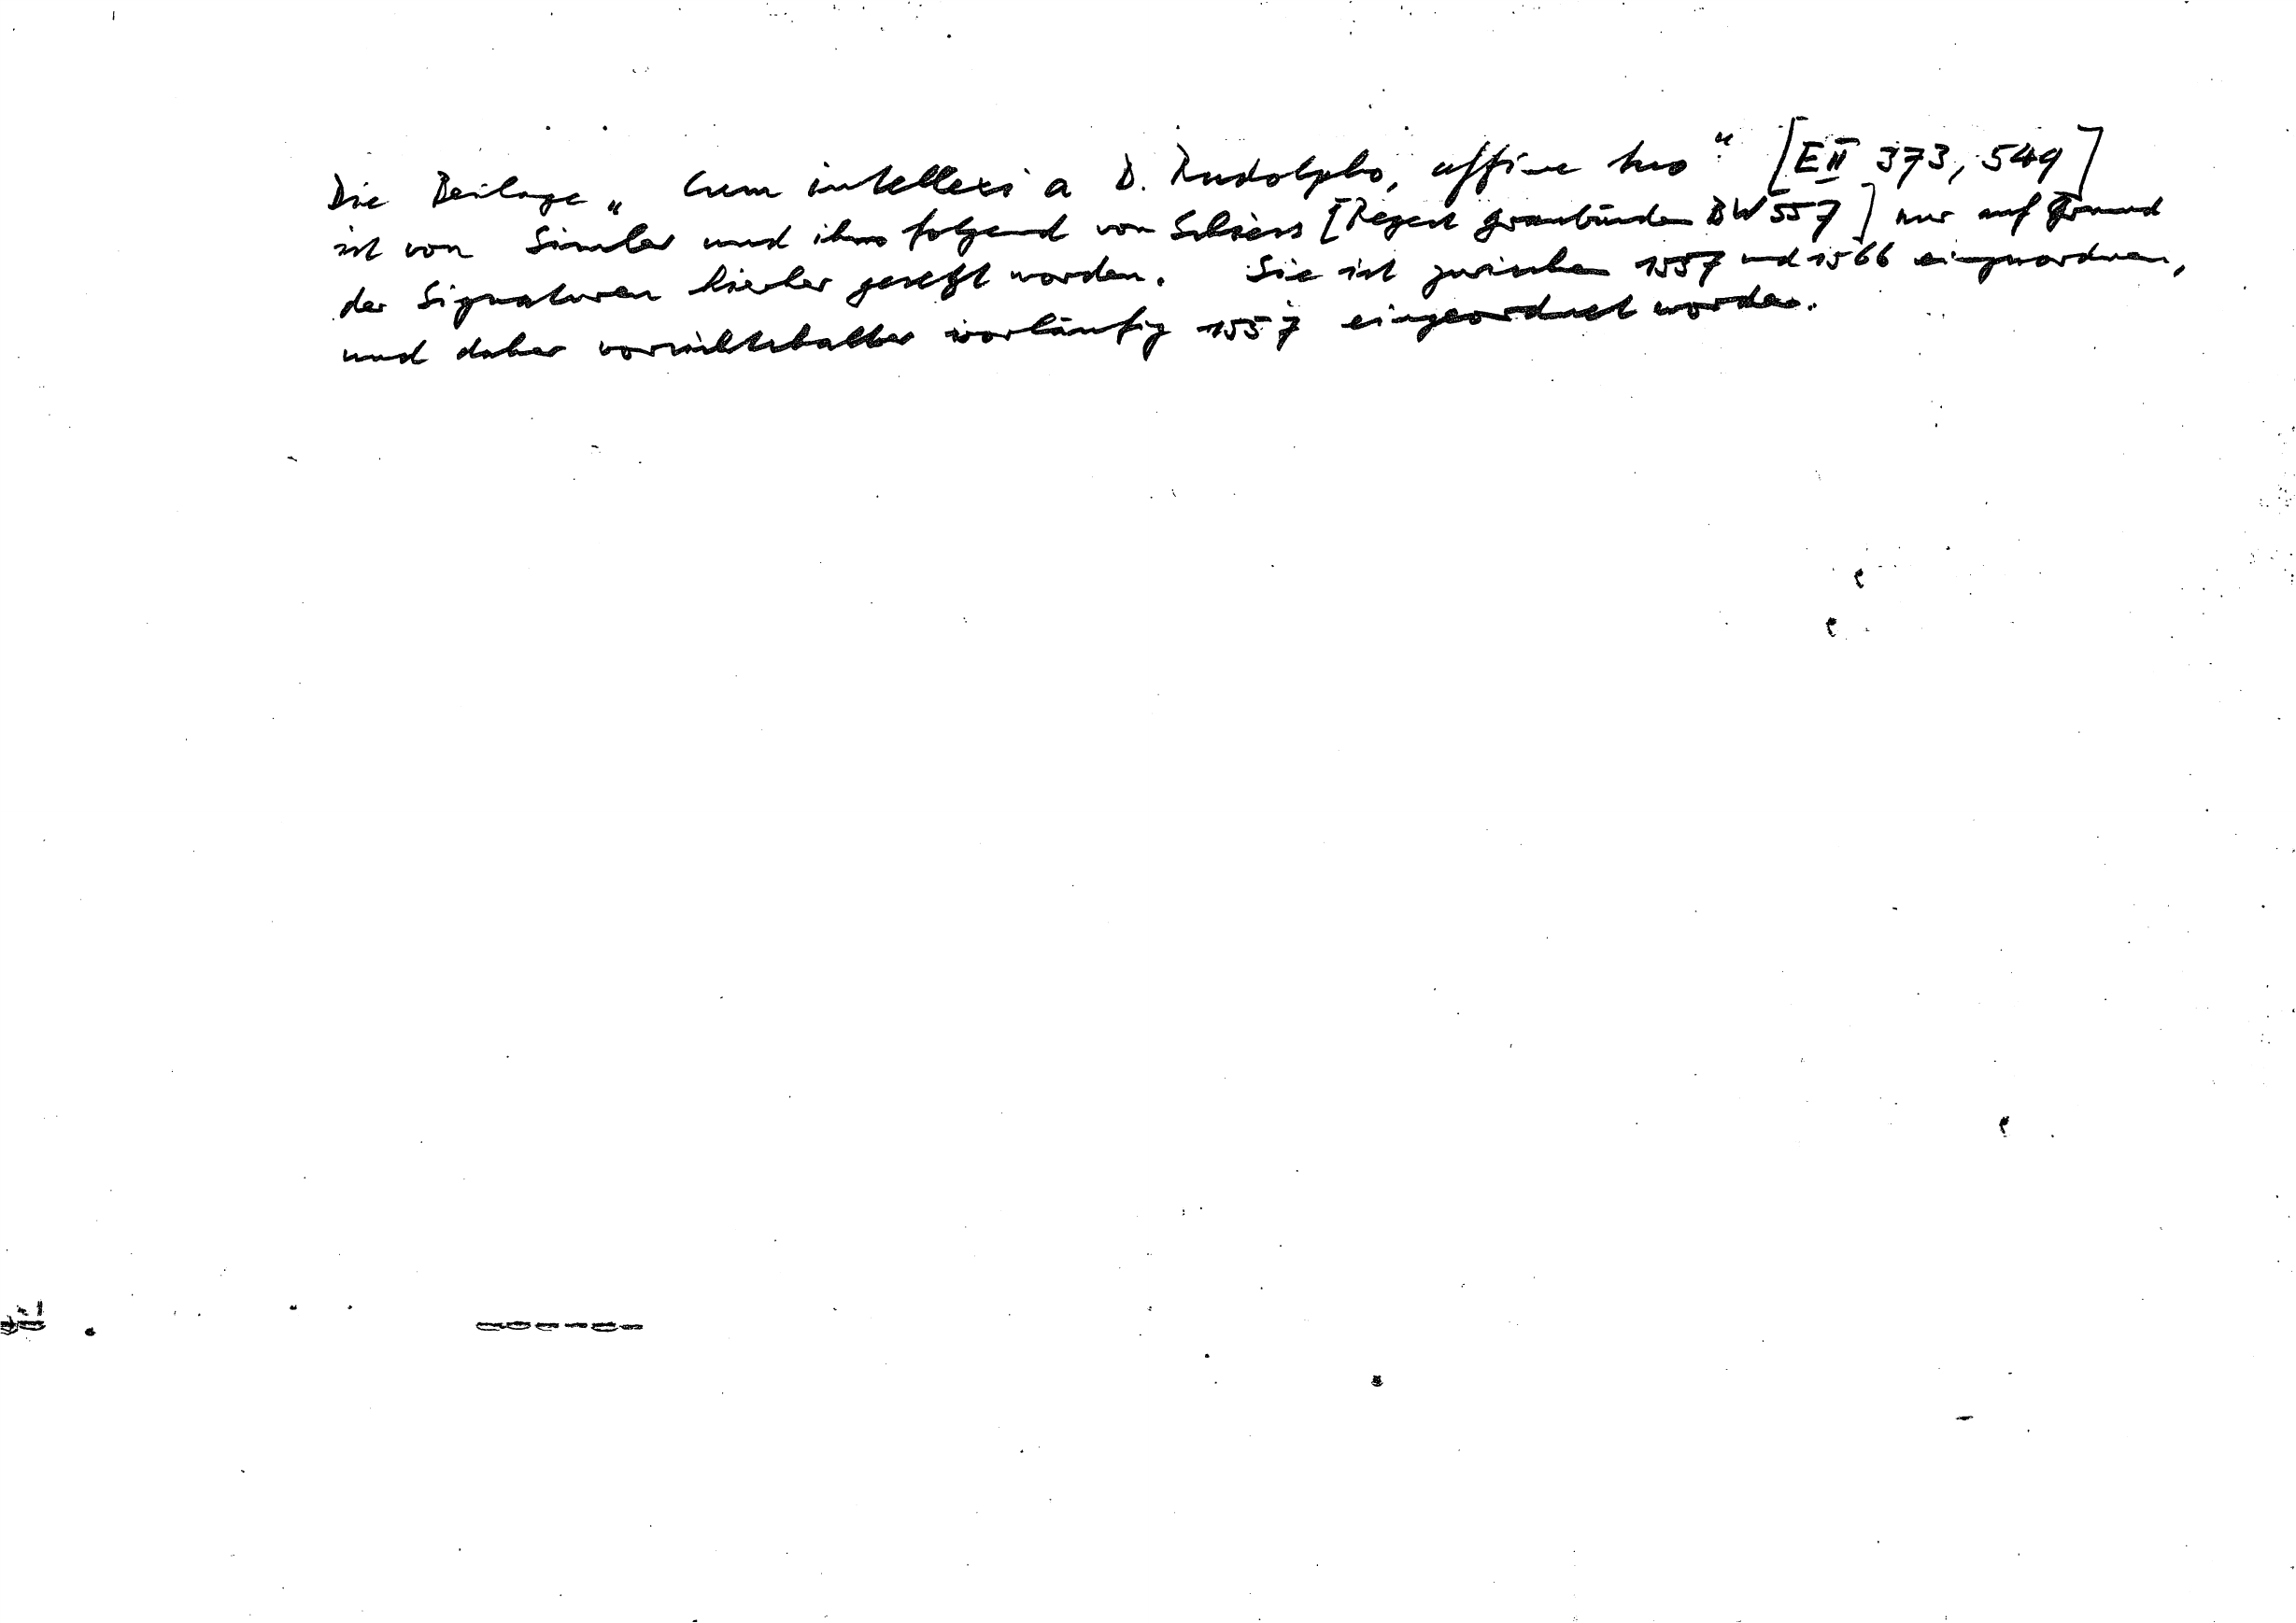 Die Beilage „Cum intellexi a D. Rudolpho, affine tuo“ [E II 373, 549]
ist von Simler und ihm folgend von Schiess [Regest Graubünden BW 557] nur auf Grund
der Signaturen hierher gesetzt worden. Sie ist zwischen 1557 und 1566 einzuordnen,
und daher vorsichtshalber vorläufig 1557 eingeordnet worden.